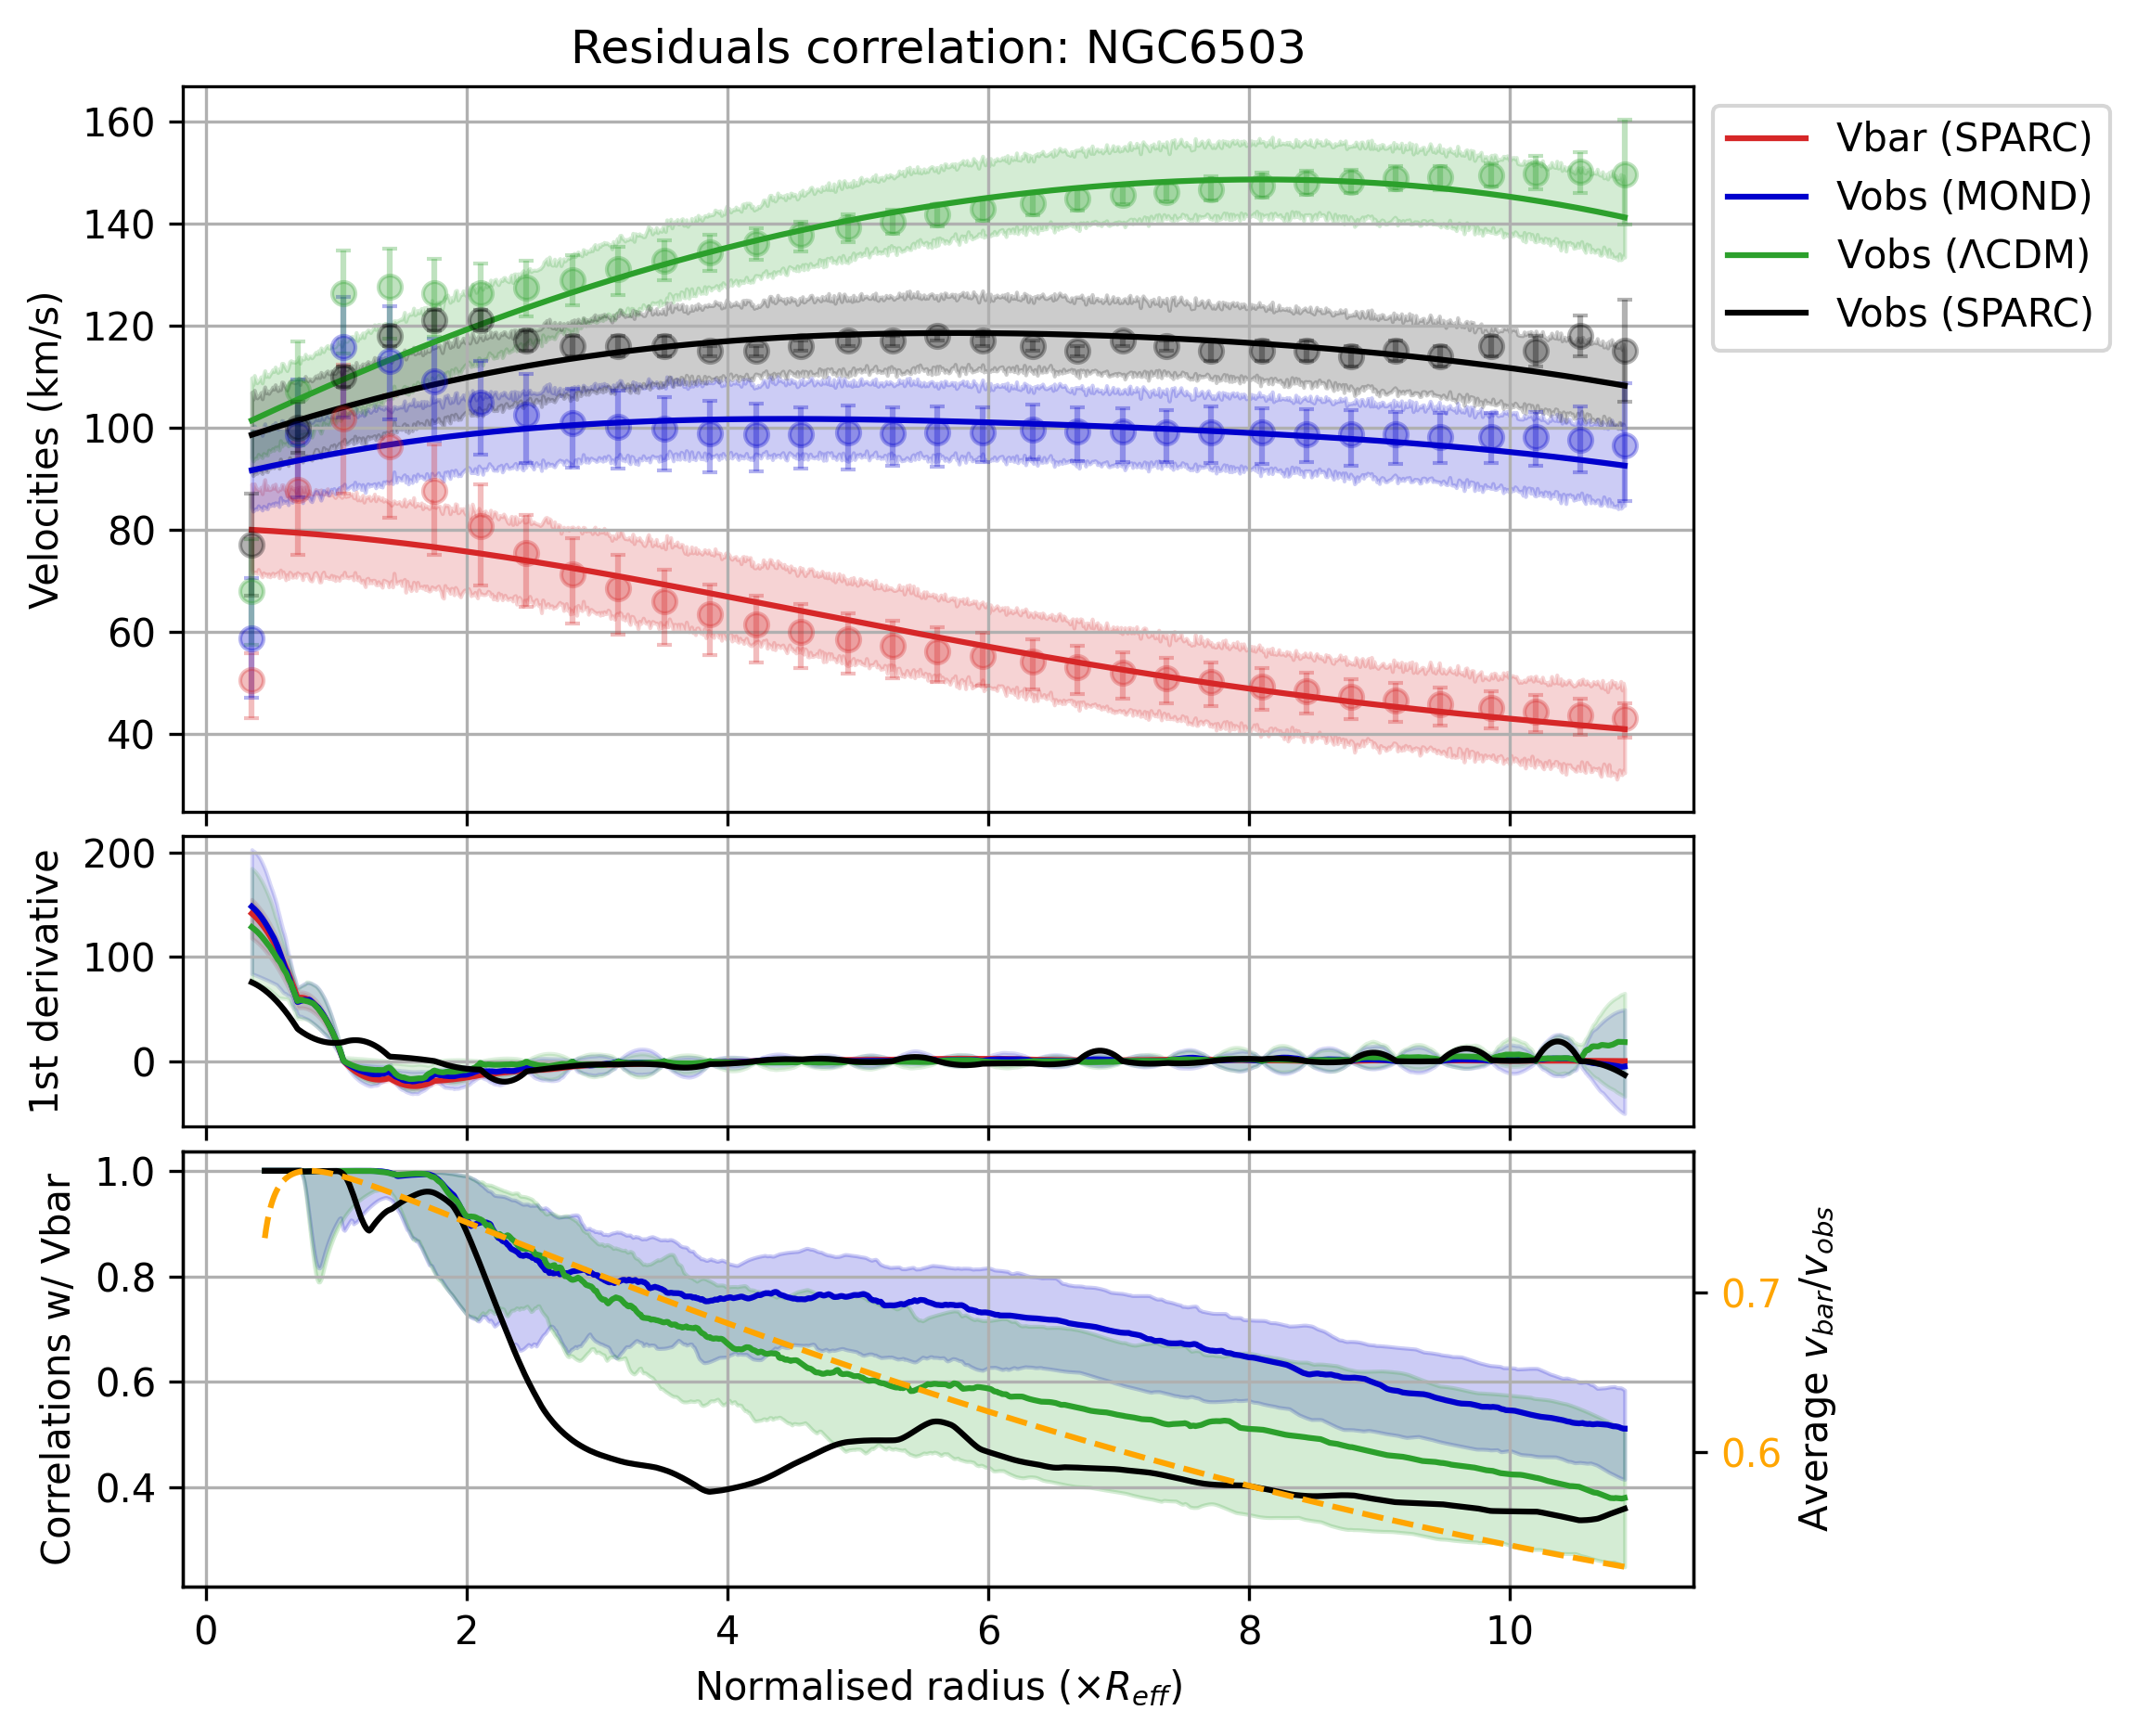 Residuals correlation: NGC6503
Velocities (km/s)
160
140
120
100
80
60
40
Vbar (SPARC)
Vobs (MOND)
Vobs (ΛCDM)
Vobs (SPARC)
1st derivative
200
100
0
Correlations w/ Vbar
1.0
0.8
0.6
0.4
0.7
0.6
Average v_bar/v_obs
0 2 4 6 8 10
Normalised radius (×R_eff)